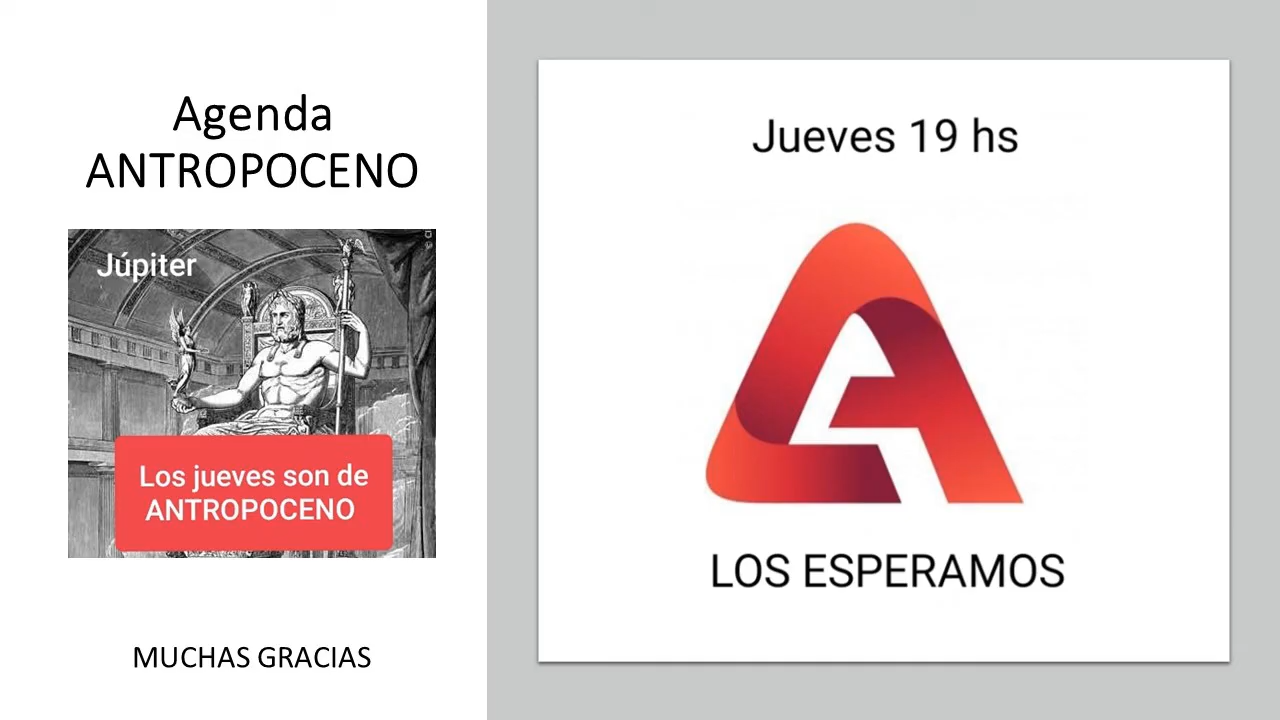 Agenda
ANTROPOCENO
Júpiter
Los jueves son de
ANTROPOCENO
MUCHAS GRACIAS
Jueves 19 hs
LOS ESPERAMOS